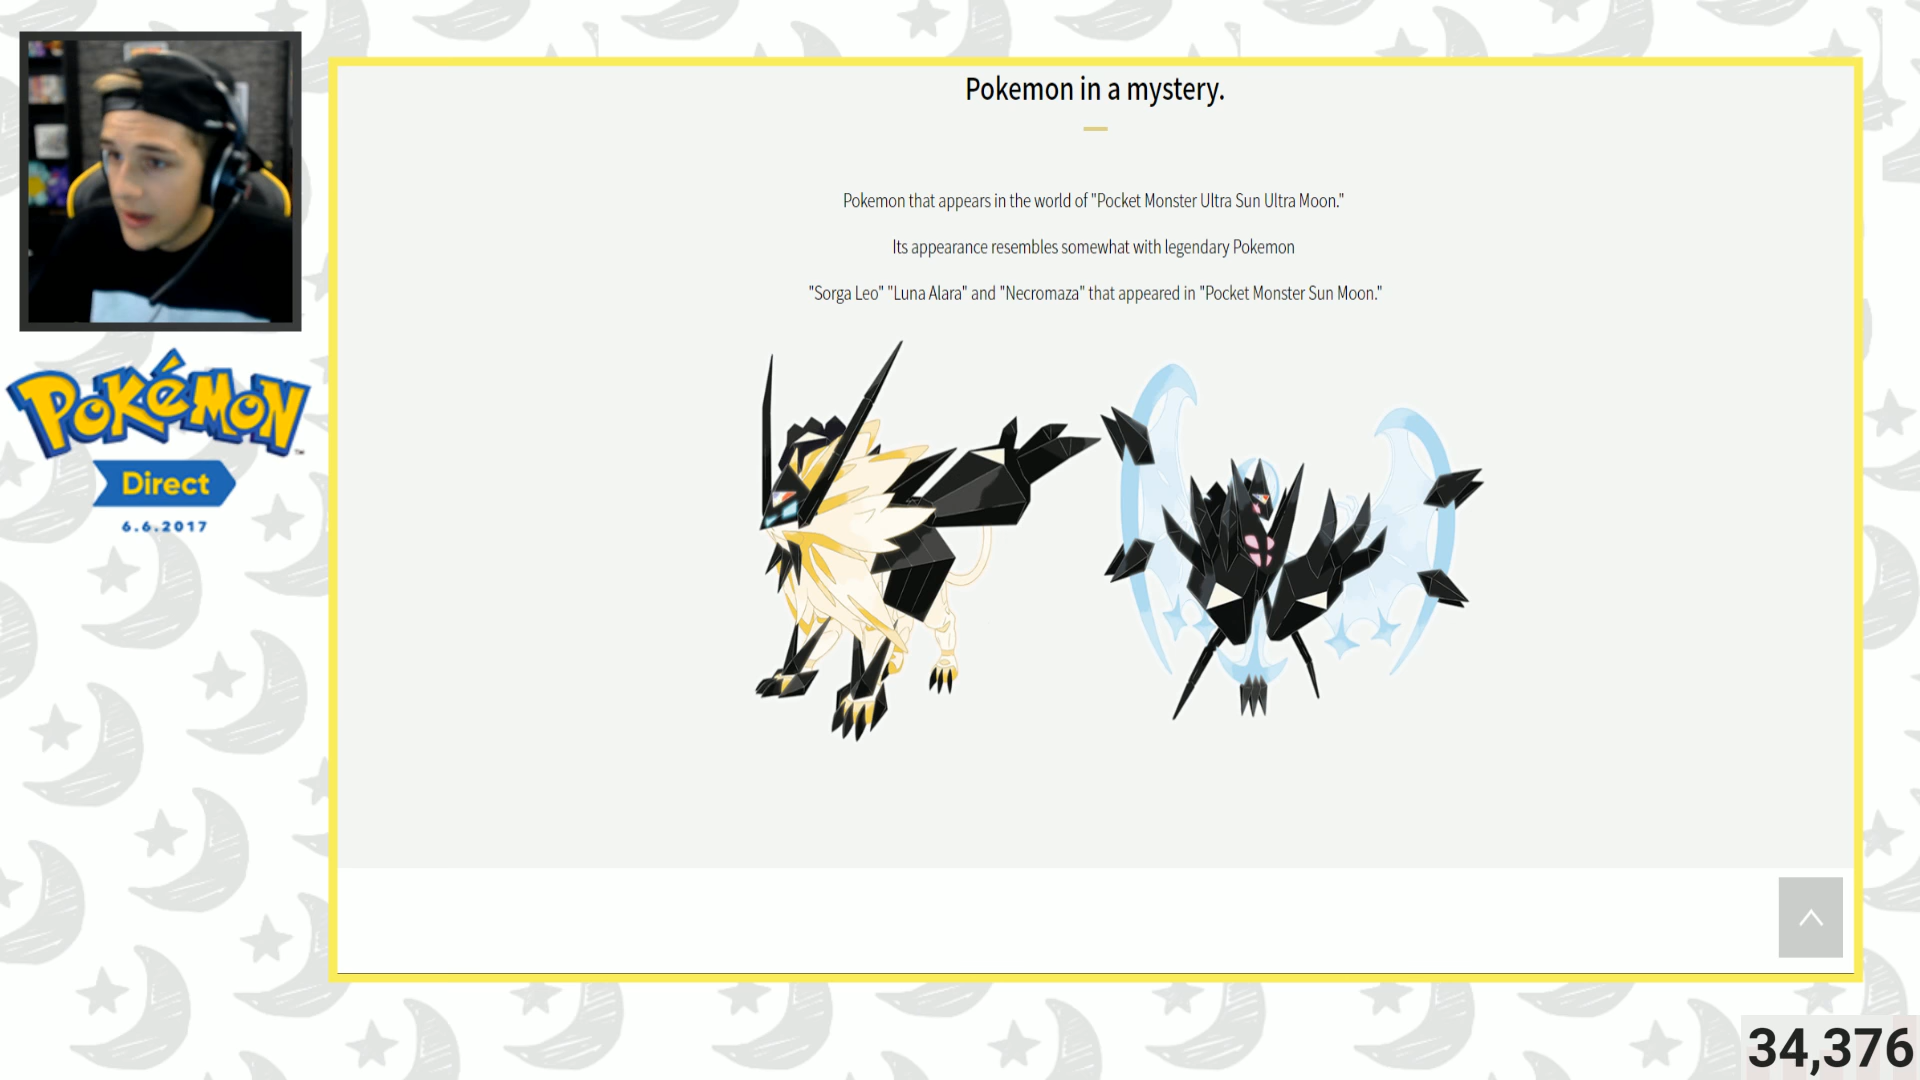 Pokemon in a mystery.
Pokemon that appears in the world of "Pocket Monster Ultra Sun Ultra Moon."
Its appearance resembles somewhat with legendary Pokemon
"Sorga Leo" "Luna Alara" and "Necromaza" that appeared in "Pocket Monster Sun Moon."
POKéMON
TM
Direct
6.6.2017
34,376